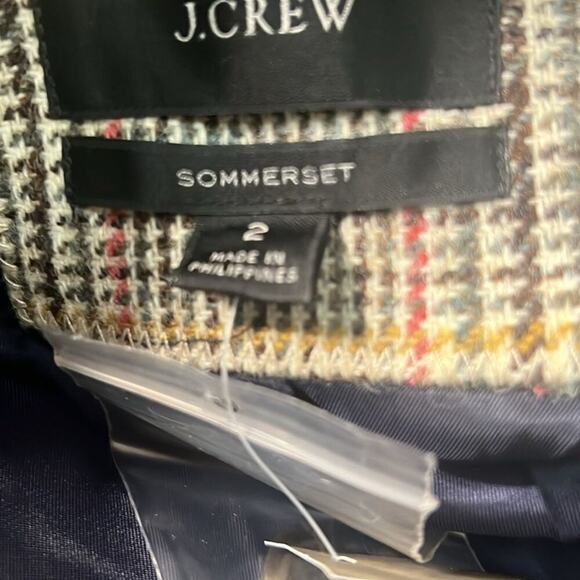 J.CREW
SOMMERSET
2
MADE IN
PHILIPPINES